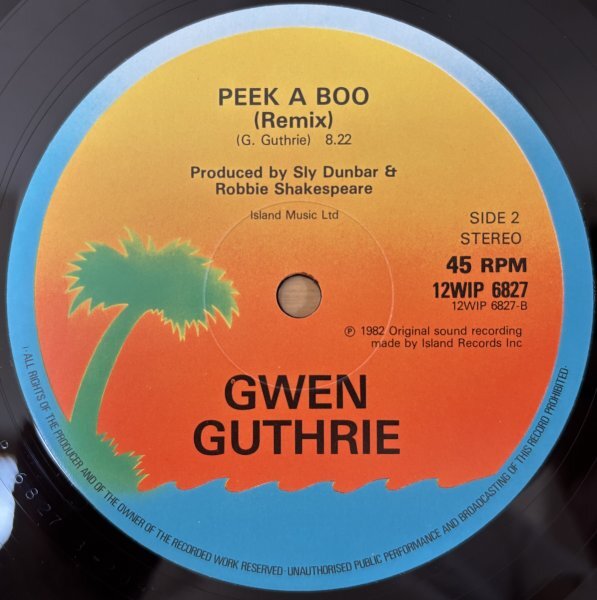 PEEK A BOO
(Remix)
(G. Guthrie) 8.22
Produced by Sly Dunbar &
Robbie Shakespeare
Island Music Ltd
SIDE 2
STEREO
45 RPM
12WIP 6827
12WIP 6827-B
℗ 1982 Original sound recording
made by Island Records Inc
GWEN
GUTHRIE
·ALL RIGHTS OF THE PRODUCER AND OF THE OWNER OF THE RECORDED WORK RESERVED·UNAUTHORISED PUBLIC PERFORMANCE AND BROADCASTING OF THIS RECORD PROHIBITED·
6827